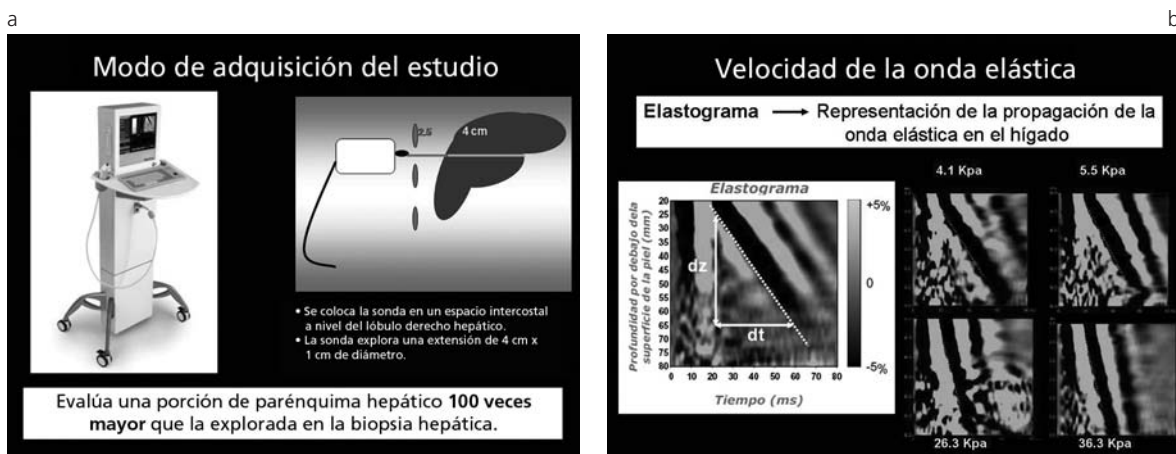 a
Modo de adquisición del estudio
2.5
4 cm
• Se coloca la sonda en un espacio intercostal
a nivel del lóbulo derecho hepático.
• La sonda explora una extensión de 4 cm x
1 cm de diámetro.
Evalúa una porción de parénquima hepático 100 veces
mayor que la explorada en la biopsia hepática.
b
Velocidad de la onda elástica
Elastograma → Representación de la propagación de la
onda elástica en el hígado
Elastograma
Profundidad por debajo dela
superficie de la piel (mm)
20
25
30
35
40
45
50
55
60
65
70
75
80
dz
dt
0 10 20 30 40 50 60 70 80
Tiempo (ms)
+5%
0
-5%
4.1 Kpa
5.5 Kpa
26.3 Kpa
36.3 Kpa